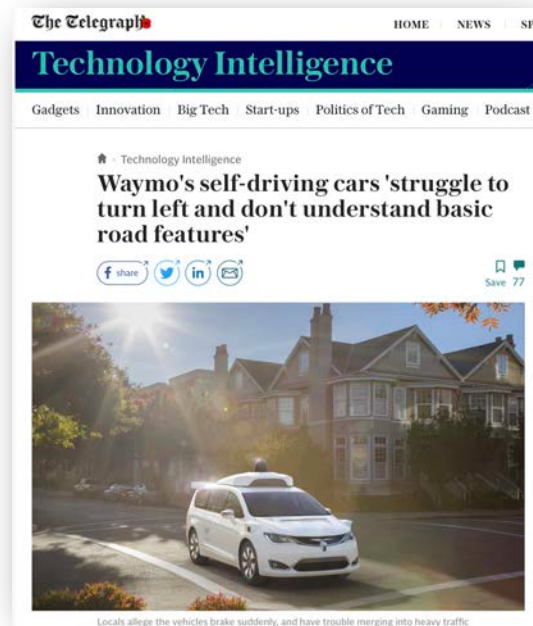 The Telegraph
HOME NEWS SP
Technology Intelligence
Gadgets Innovation Big Tech Start-ups Politics of Tech Gaming Podcast
Technology Intelligence
Waymo's self-driving cars 'struggle to
turn left and don't understand basic
road features'
f share in
Save 77
Locals allege the vehicles brake suddenly, and have trouble merging into heavy traffic